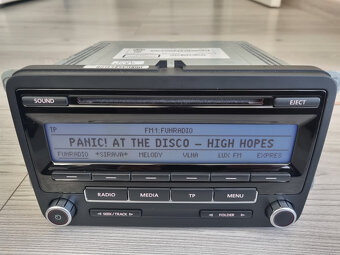 SOUND
EJECT
TP
FM1:FUNRADIO
PANIC! AT THE DISCO - HIGH HOPES
FUNRADIO *SIRAVA* MELODY VLNA LUX FM EXPRES
RADIO MEDIA TP MENU
SEEK / TRACK
FOLDER